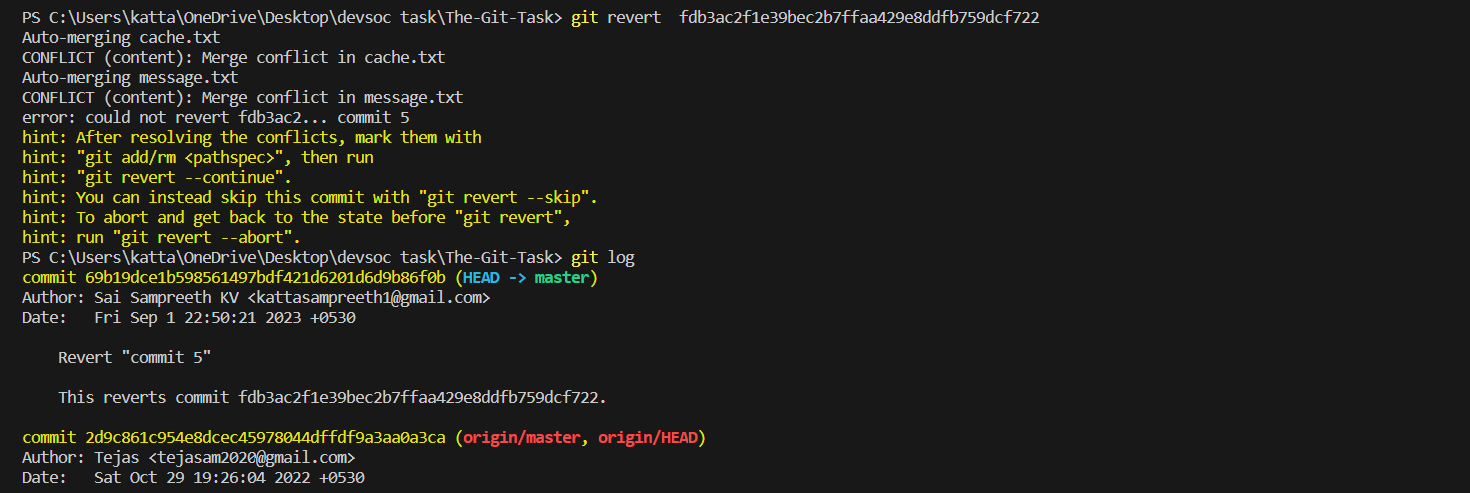 PS C:\Users\katta\OneDrive\Desktop\devsoc task\The-Git-Task> git revert  fdb3ac2f1e39bec2b7ffaa429e8ddfb759dcf722
Auto-merging cache.txt
CONFLICT (content): Merge conflict in cache.txt
Auto-merging message.txt
CONFLICT (content): Merge conflict in message.txt
error: could not revert fdb3ac2... commit 5
hint: After resolving the conflicts, mark them with
hint: "git add/rm <pathspec>", then run
hint: "git revert --continue".
hint: You can instead skip this commit with "git revert --skip".
hint: To abort and get back to the state before "git revert",
hint: run "git revert --abort".
PS C:\Users\katta\OneDrive\Desktop\devsoc task\The-Git-Task> git log
commit 69b19dce1b598561497bdf421d6201d6d9b86f0b (HEAD -> master)
Author: Sai Sampreeth KV <kattasampreeth1@gmail.com>
Date:   Fri Sep 1 22:50:21 2023 +0530
    Revert "commit 5"
    This reverts commit fdb3ac2f1e39bec2b7ffaa429e8ddfb759dcf722.
commit 2d9c861c954e8dcec45978044dffdf9a3aa0a3ca (origin/master, origin/HEAD)
Author: Tejas <tejasam2020@gmail.com>
Date:   Sat Oct 29 19:26:04 2022 +0530